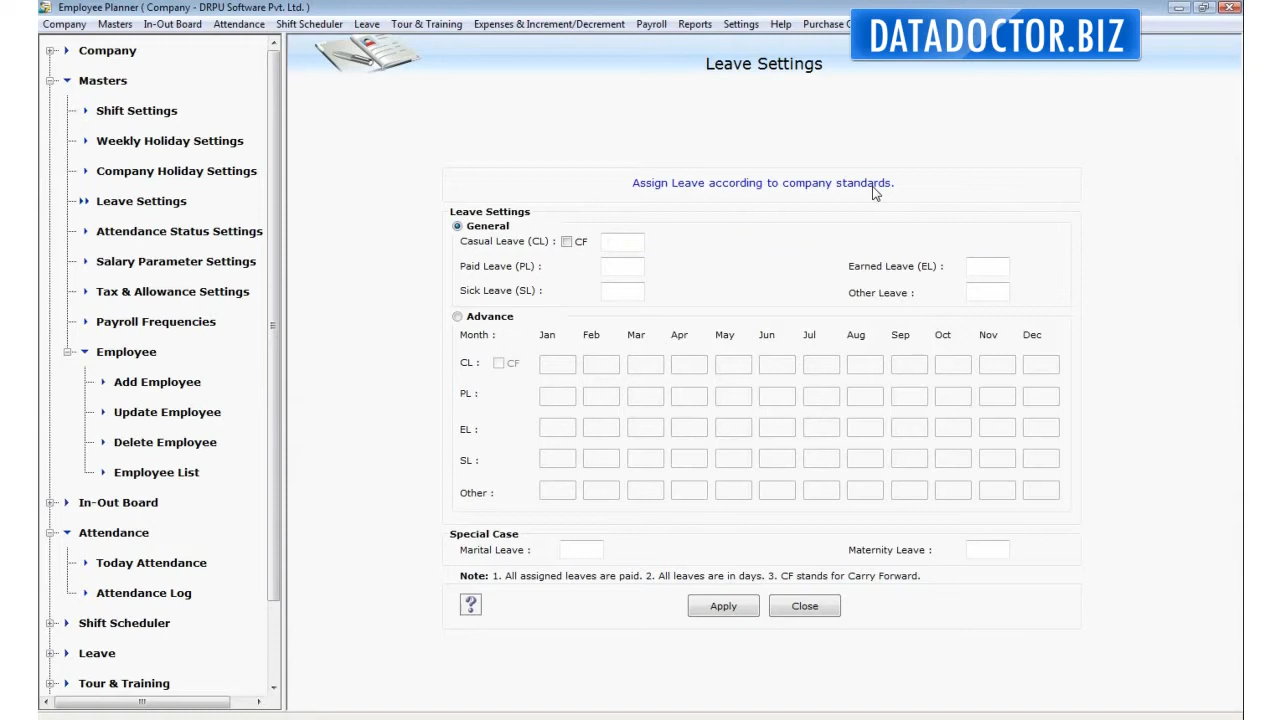 Employee Planner ( Company - DRPU Software Pvt. Ltd. )
Company Masters In-Out Board Attendance Shift Scheduler Leave Tour & Training Expenses & Increment/Decrement Payroll Reports Settings Help Purchase
DATADOCTOR.BIZ
Leave Settings
Company
Masters
Shift Settings
Weekly Holiday Settings
Company Holiday Settings
Leave Settings
Attendance Status Settings
Salary Parameter Settings
Tax & Allowance Settings
Payroll Frequencies
Employee
Add Employee
Update Employee
Delete Employee
Employee List
In-Out Board
Attendance
Today Attendance
Attendance Log
Shift Scheduler
Leave
Tour & Training
Assign Leave according to company standards.
Leave Settings
General
Casual Leave (CL) : CF
Paid Leave (PL) : Earned Leave (EL) :
Sick Leave (SL) : Other Leave :
Advance
Month : Jan Feb Mar Apr May Jun Jul Aug Sep Oct Nov Dec
CL : CF
PL :
EL :
SL :
Other :
Special Case
Marital Leave : Maternity Leave :
Note: 1. All assigned leaves are paid. 2. All leaves are in days. 3. CF stands for Carry Forward.
? Apply Close